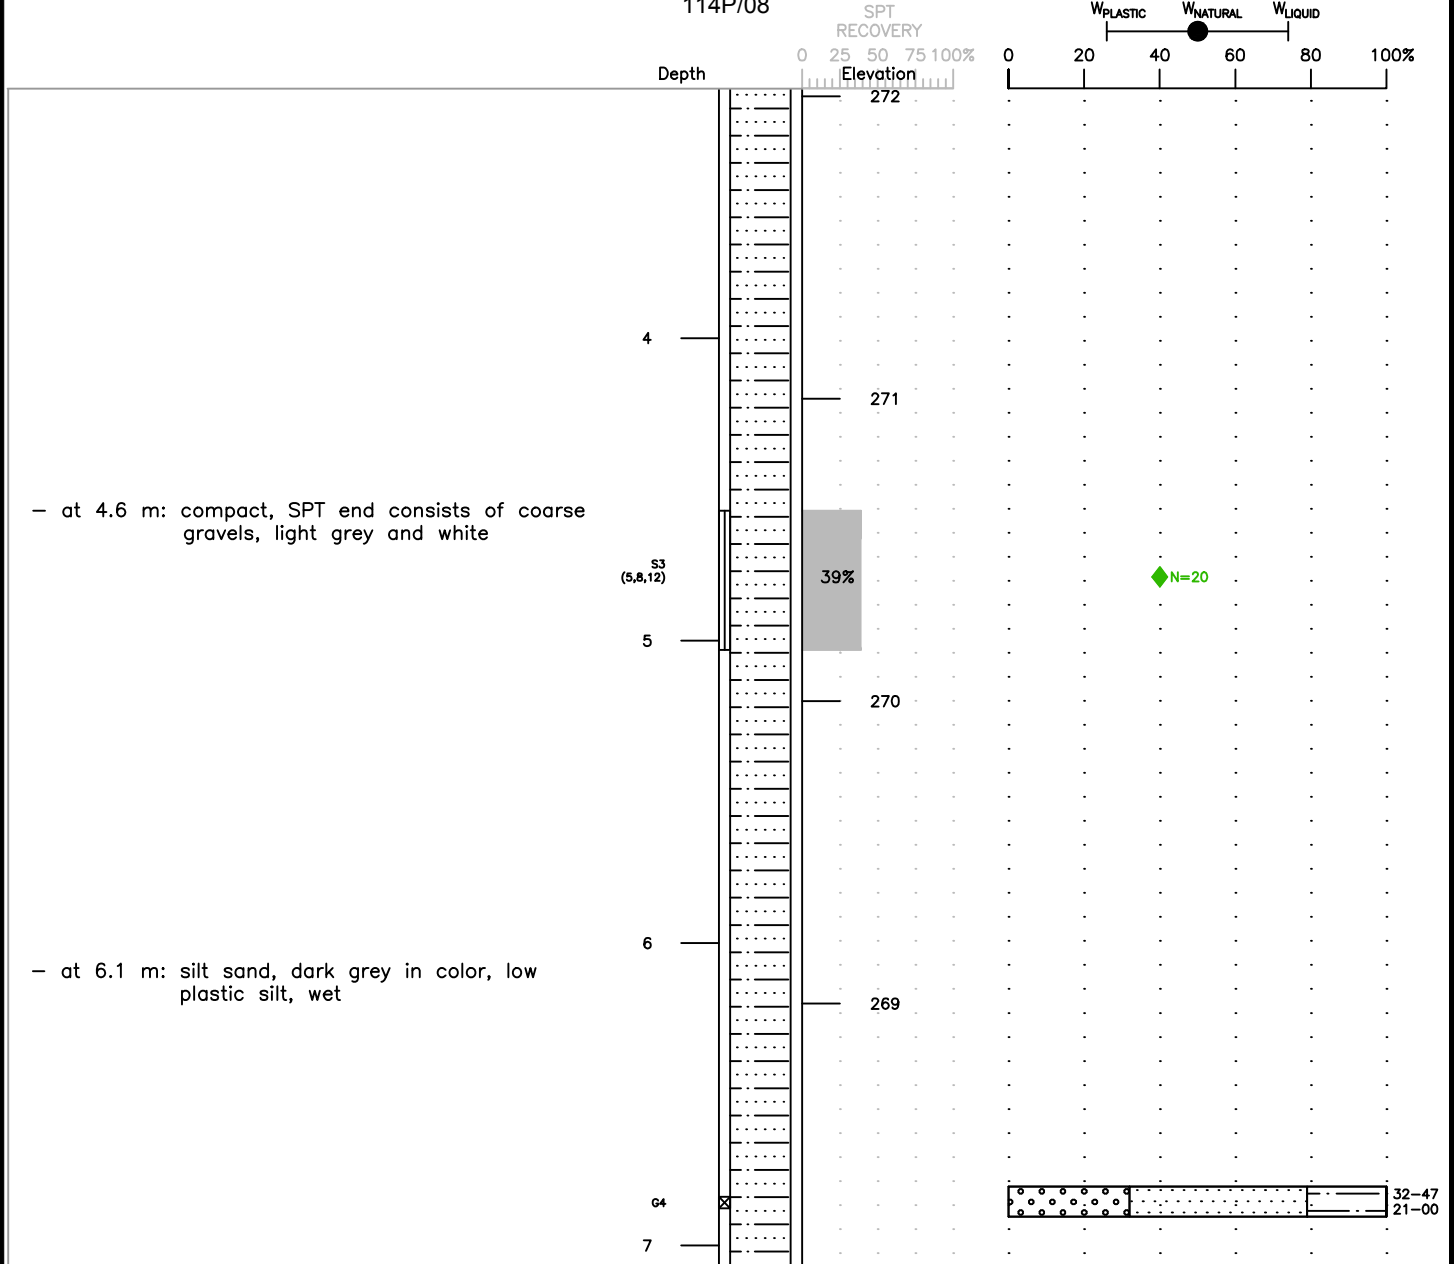 114P/08
SPT
RECOVERY
0 25 50 75 100%
WPLASTIC WNATURAL WLIQUID
0 20 40 60 80 100%
Depth
Elevation
272
4
271
– at 4.6 m: compact, SPT end consists of coarse
gravels, light grey and white
S3
(5,8,12)
39%
N=20
5
270
6
– at 6.1 m: silt sand, dark grey in color, low
plastic silt, wet
269
G4
32–47
21–00
7